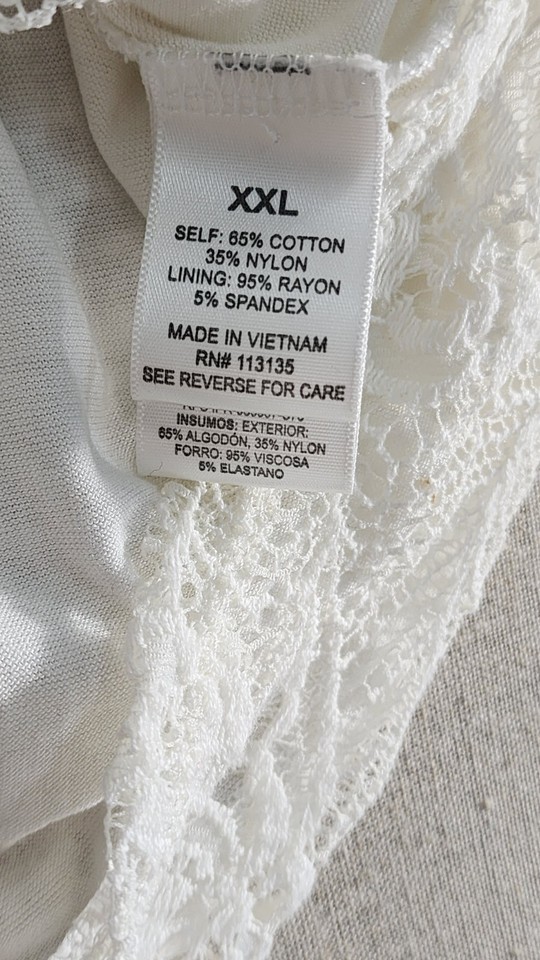 XXL
SELF: 65% COTTON
35% NYLON
LINING: 95% RAYON
5% SPANDEX
MADE IN VIETNAM
RN# 113135
SEE REVERSE FOR CARE
INSUMOS: EXTERIOR:
65% ALGODÓN, 35% NYLON
FORRO: 95% VISCOSA
5% ELASTANO